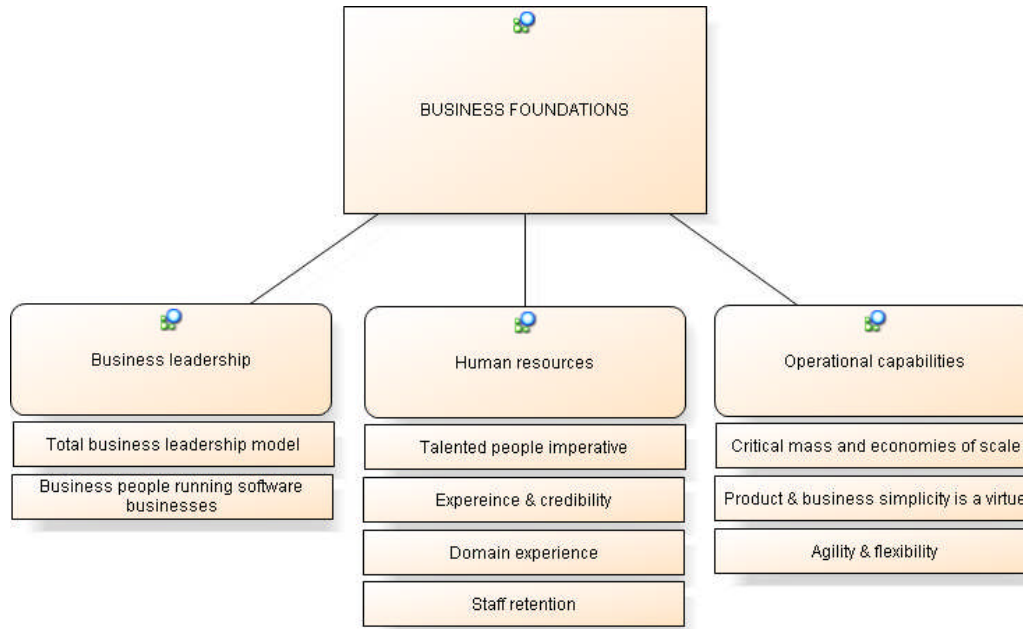 BUSINESS FOUNDATIONS
Business leadership
Total business leadership model
Business people running software
businesses
Human resources
Talented people imperative
Expereince & credibility
Domain experience
Staff retention
Operational capabilities
Critical mass and economies of scale
Product & business simplicity is a virtue
Agility & flexibility